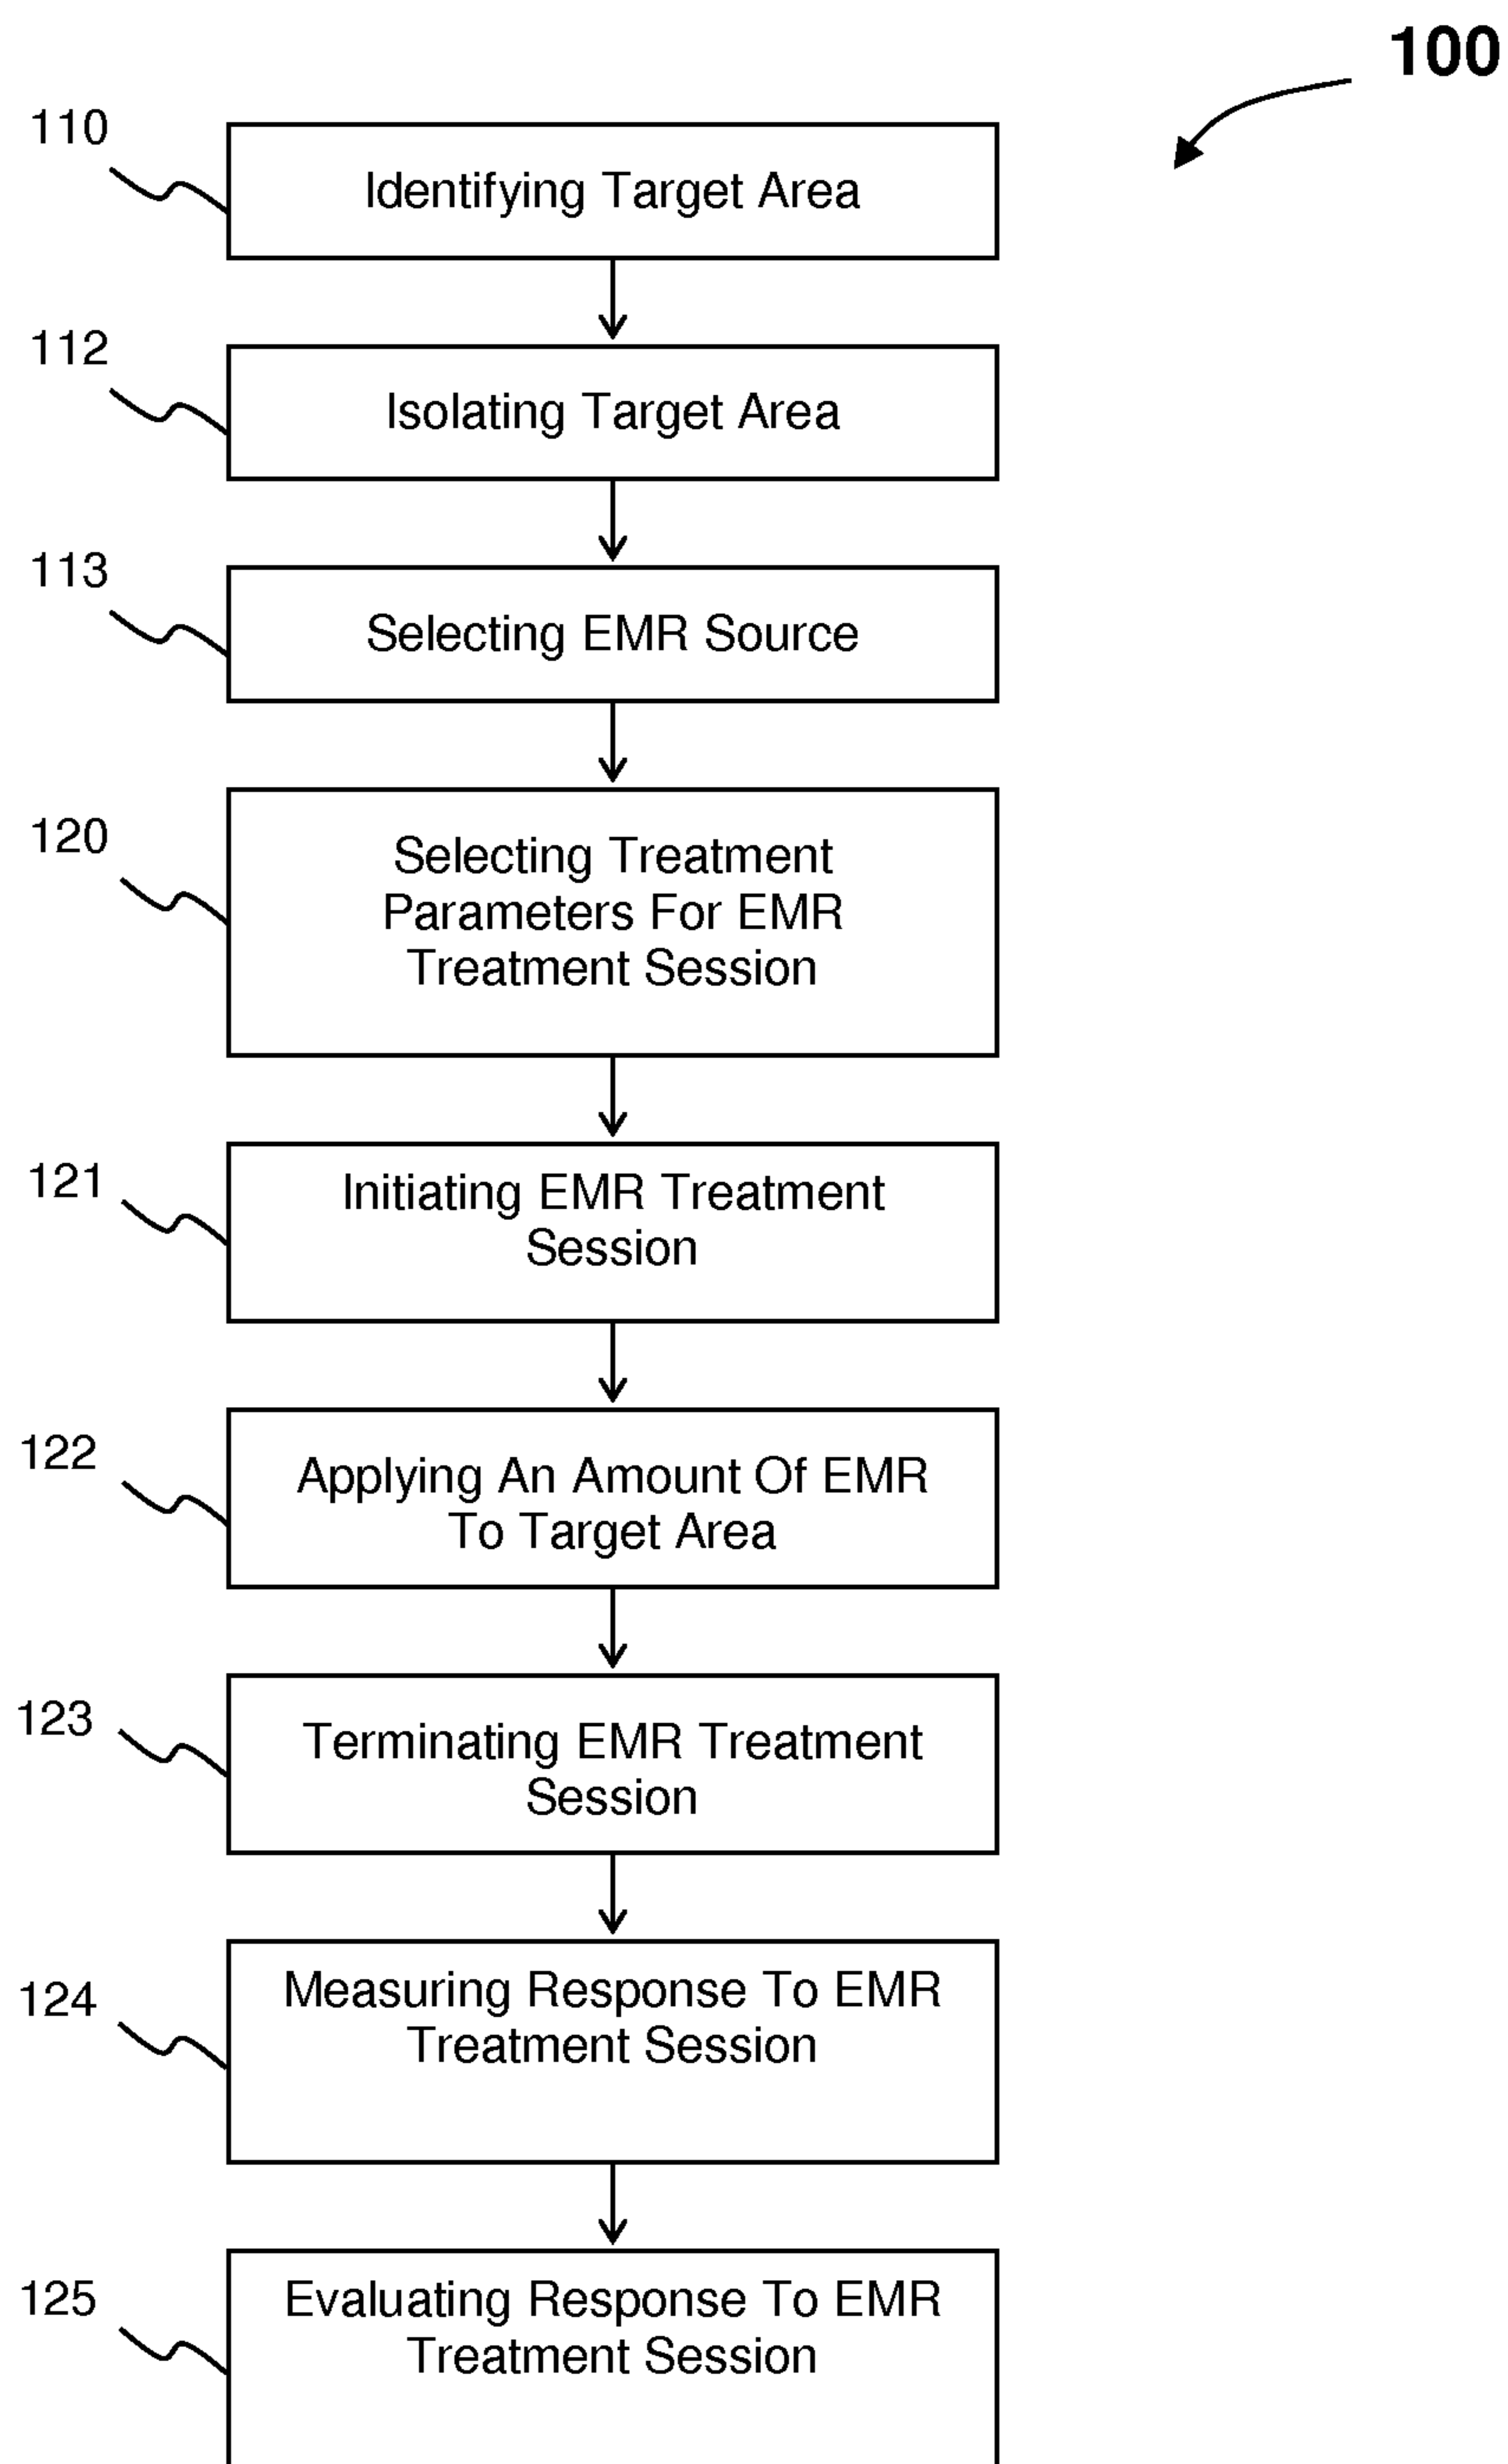 100
110
Identifying Target Area
112
Isolating Target Area
113
Selecting EMR Source
120
Selecting Treatment
Parameters For EMR
Treatment Session
121
Initiating EMR Treatment
Session
122
Applying An Amount Of EMR
To Target Area
123
Terminating EMR Treatment
Session
124
Measuring Response To EMR
Treatment Session
125
Evaluating Response To EMR
Treatment Session